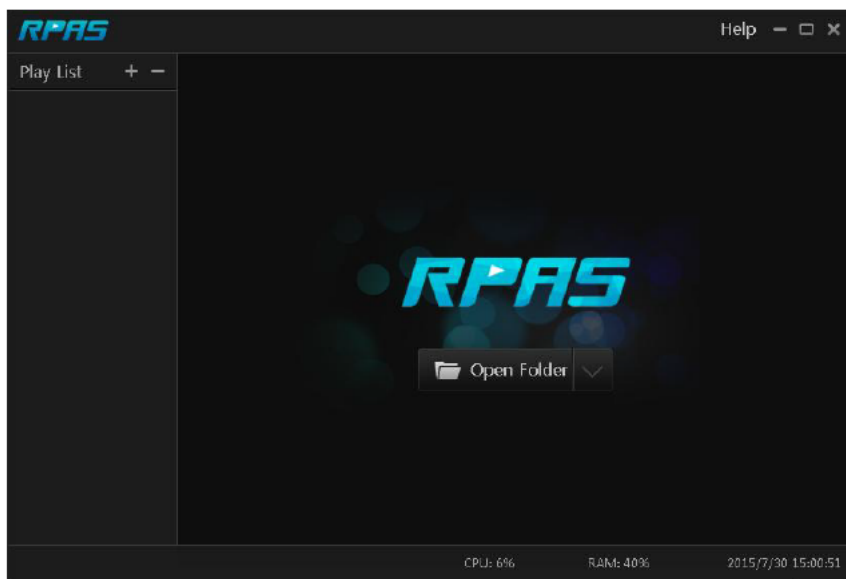 RPAS Help
Play List + −
RPAS
Open Folder
CPU: 6% RAM: 40% 2015/7/30 15:00:51